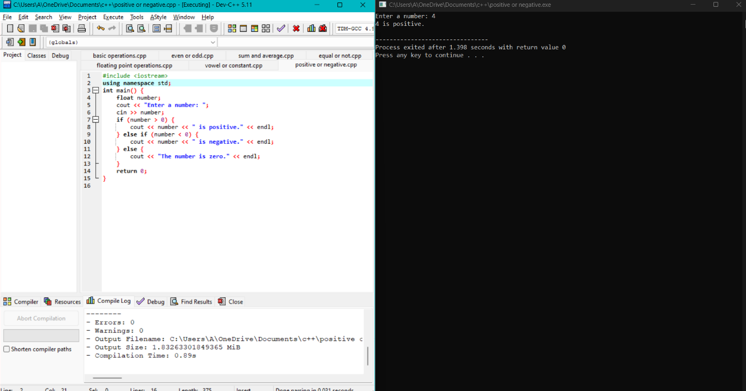 C:\Users\A\OneDrive\Documents\c++\positive or negative.cpp - [Executing] - Dev-C++ 5.11
File Edit Search View Project Execute Tools AStyle Window Help
TDM-GCC 4.9
(globals)
Project Classes Debug
basic operations.cpp even or odd.cpp sum and average.cpp equal or not.cpp
floating point operations.cpp vowel or constant.cpp positive or negative.cpp
1 #include <iostream>
2 using namespace std;
3 int main() {
4 float number;
5 cout << "Enter a number: ";
6 cin >> number;
7 if (number > 0) {
8 cout << number << " is positive." << endl;
9 } else if (number < 0) {
10 cout << number << " is negative." << endl;
11 } else {
12 cout << "The number is zero." << endl;
13 }
14 return 0;
15 }
16
Compiler Resources Compile Log Debug Find Results Close
Abort Compilation
Shorten compiler paths
--------
- Errors: 0
- Warnings: 0
- Output Filename: C:\Users\A\OneDrive\Documents\c++\positive
- Output Size: 1.83263301849365 MiB
- Compilation Time: 0.89s
Line: 2 Col: 21 Sel: 0 Lines: 16 Length: 375 Insert Done parsing in 0.031 seconds
C:\Users\A\OneDrive\Documents\c++\positive or negative.exe
Enter a number: 4
4 is positive.
--------------------------------
Process exited after 1.398 seconds with return value 0
Press any key to continue . . .